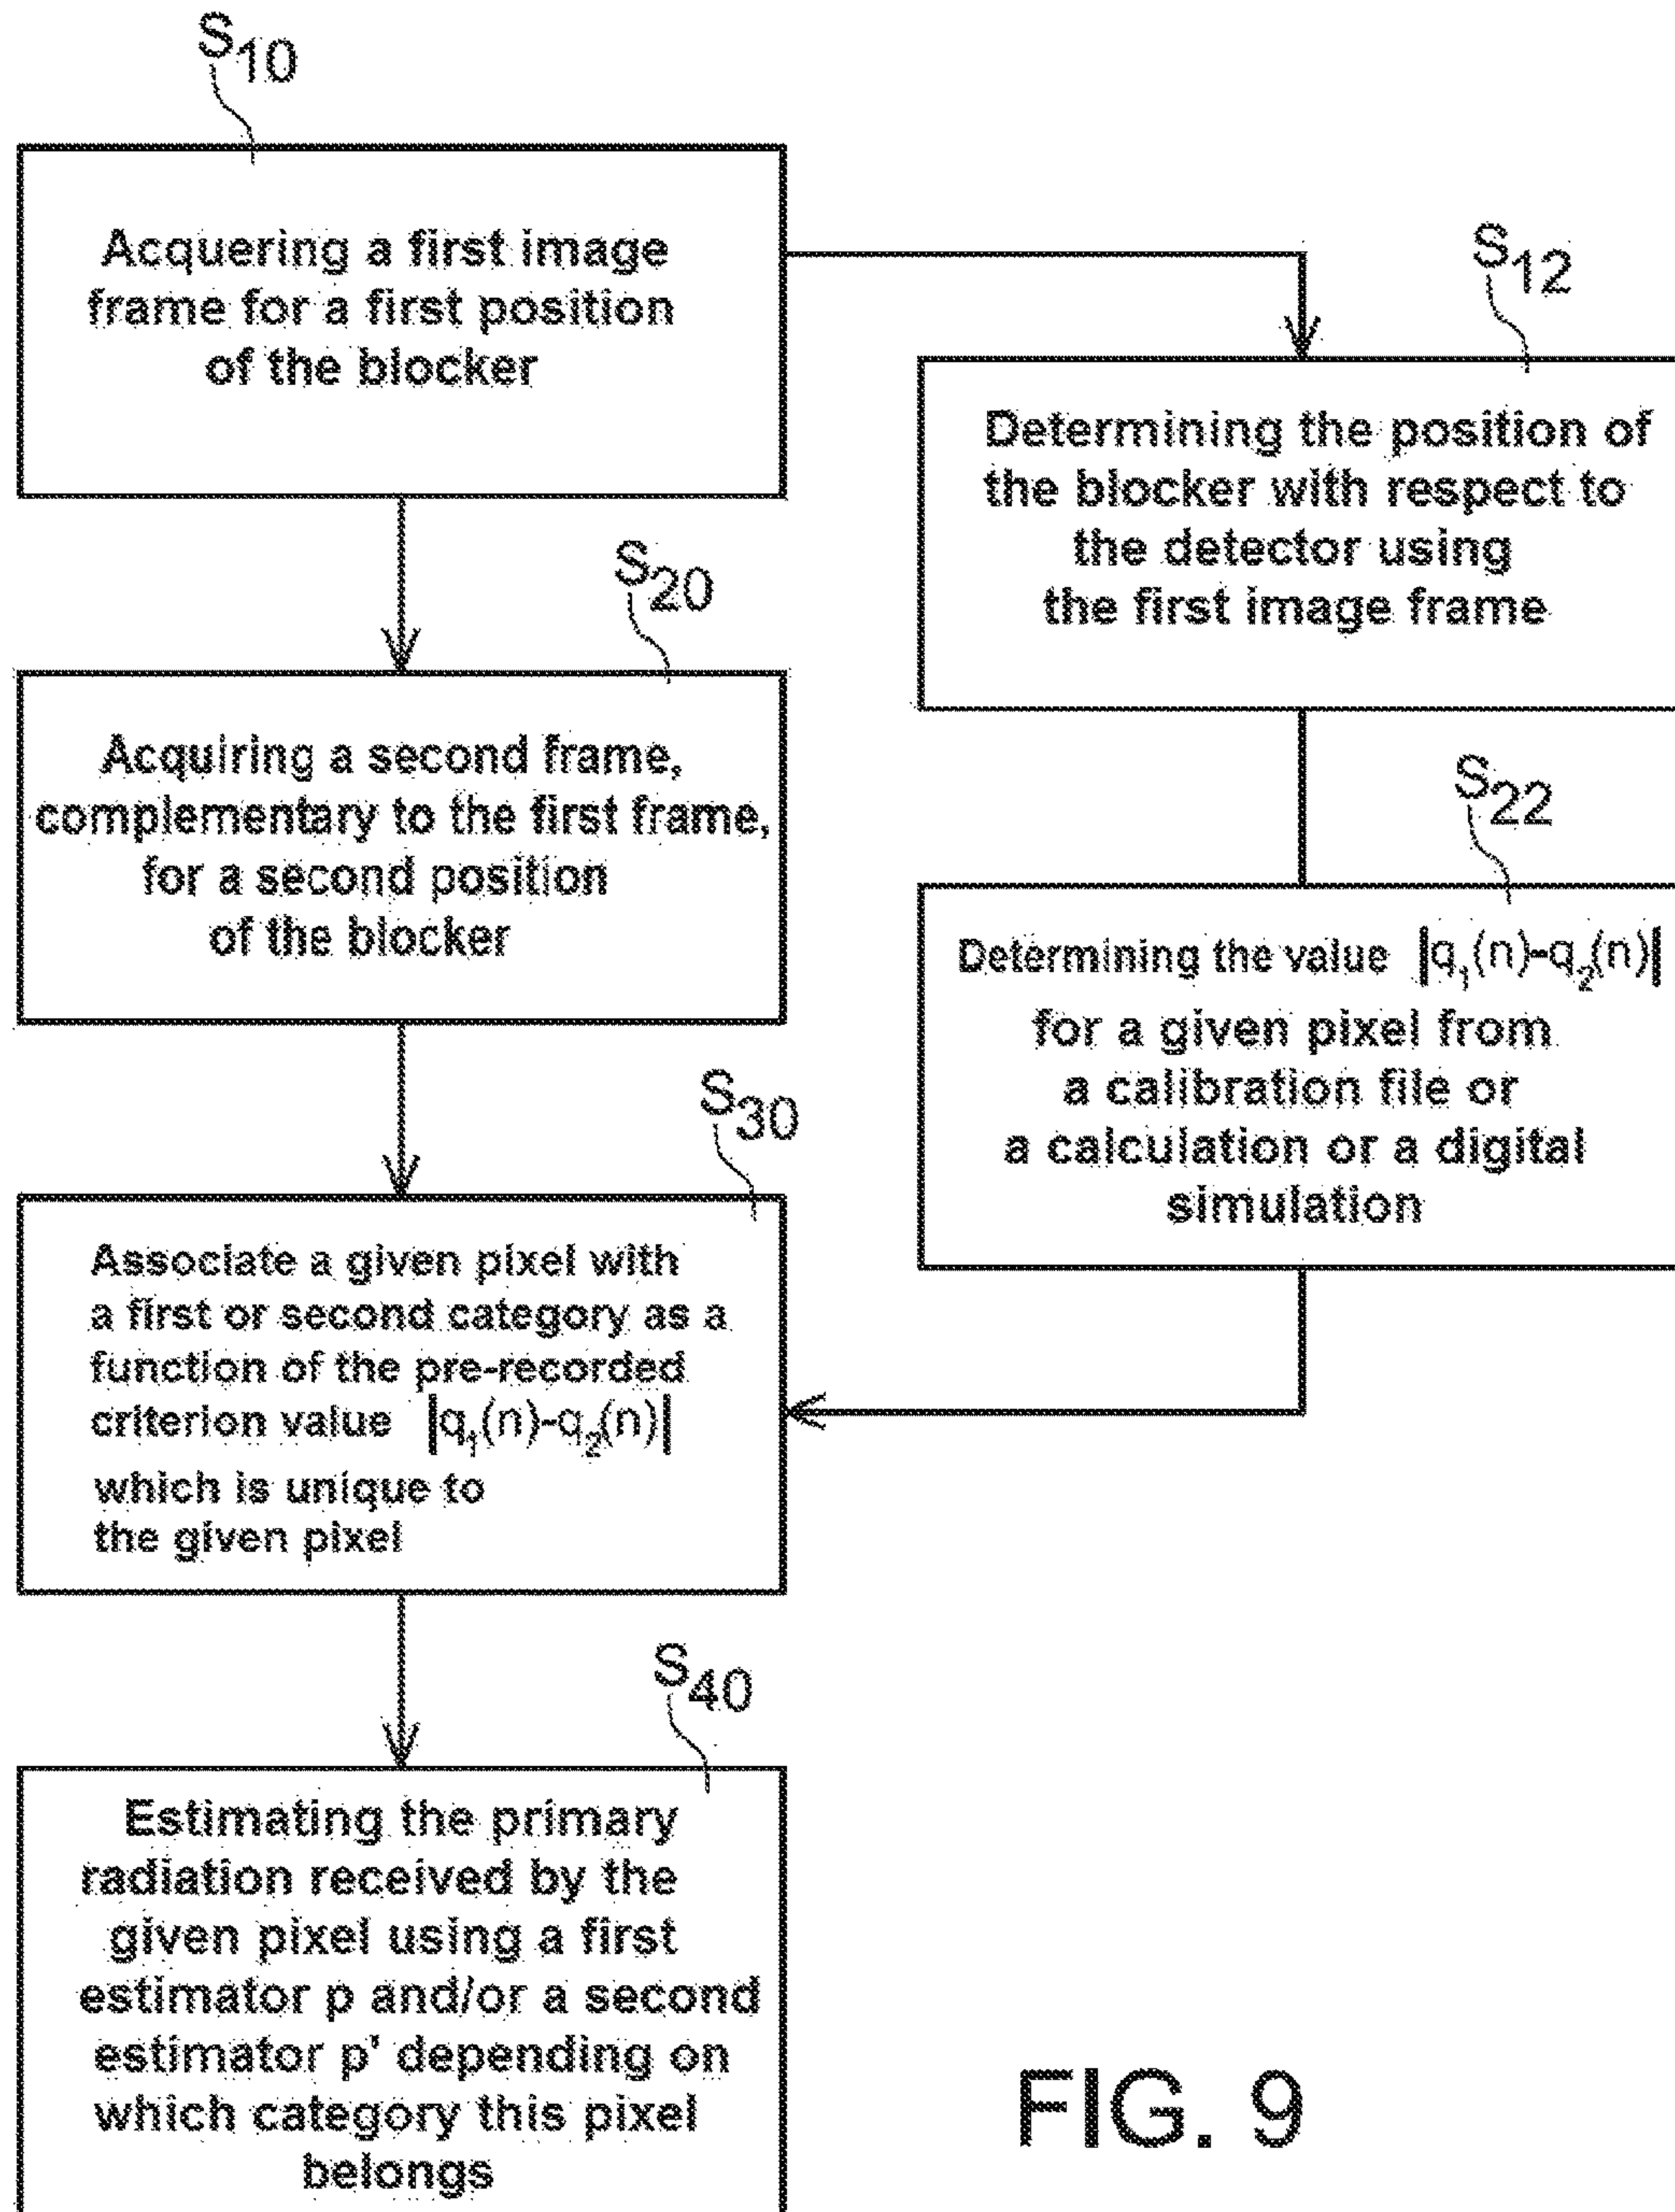 S10
Acquering a first image
frame for a first position
of the blocker
S12
Determining the position of
the blocker with respect to
the detector using
the first image frame
S20
Acquiring a second frame,
complementary to the first frame,
for a second position
of the blocker
S22
Determining the value |q1(n)-q2(n)|
for a given pixel from
a calibration file or
a calculation or a digital
simulation
S30
Associate a given pixel with
a first or second category as a
function of the pre-recorded
criterion value |q1(n)-q2(n)|
which is unique to
the given pixel
S40
Estimating the primary
radiation received by the
given pixel using a first
estimator p and/or a second
estimator p' depending on
which category this pixel
belongs
FIG. 9